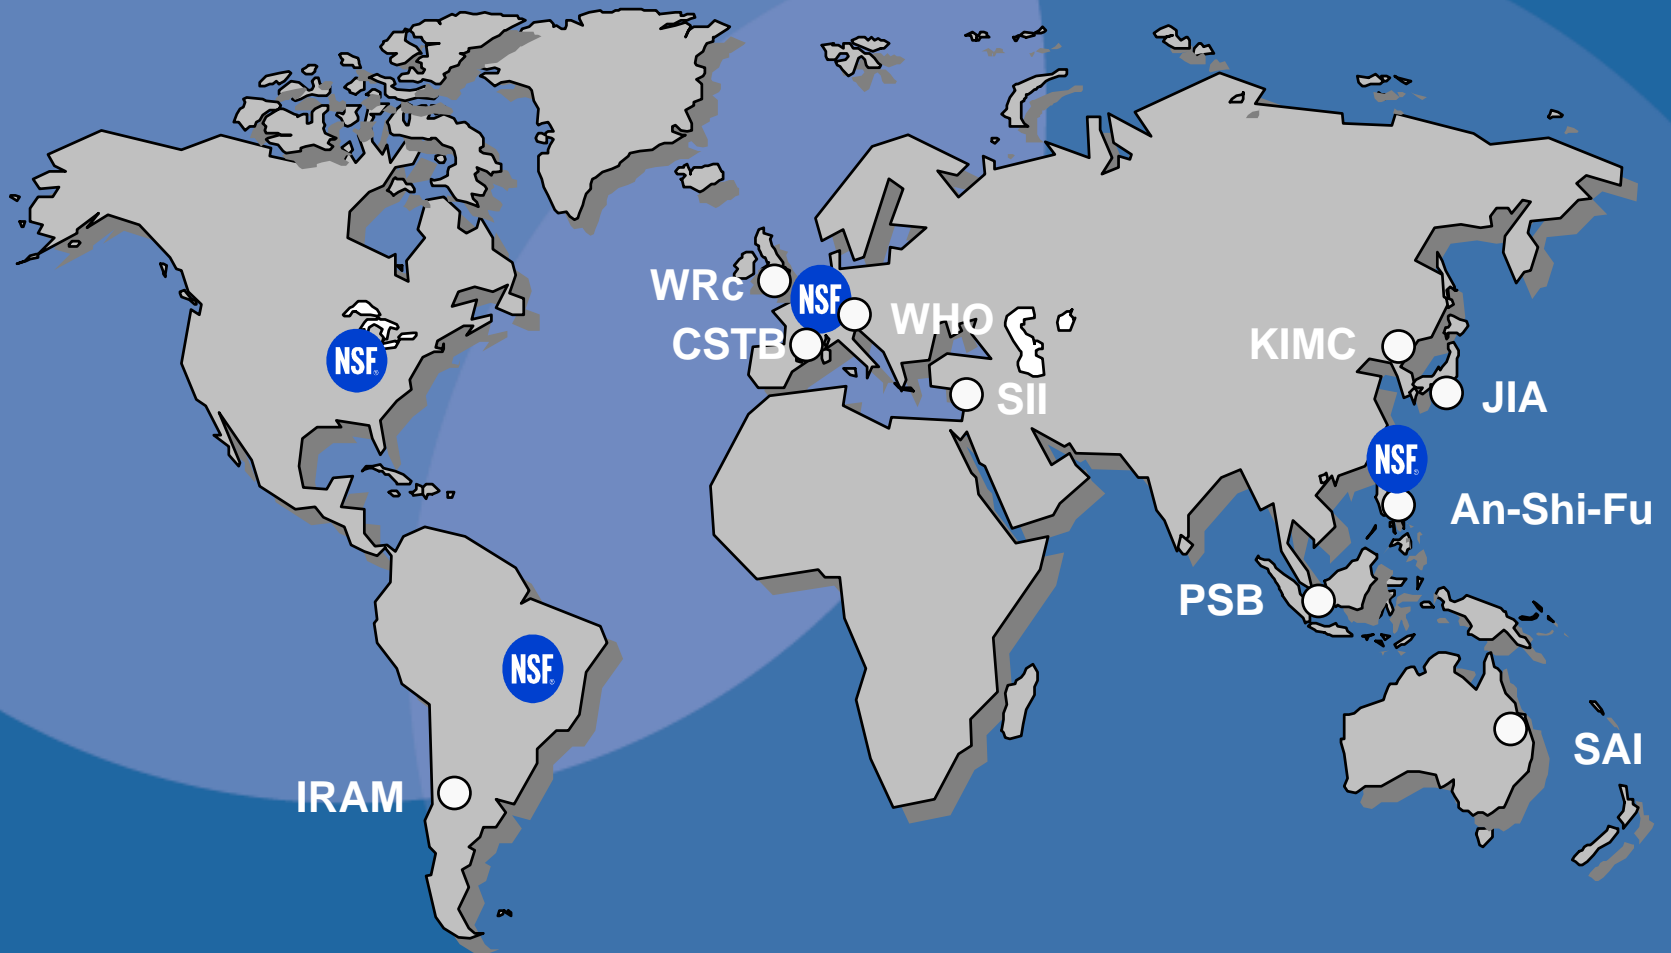 WRc
NSF
WHO
CSTB
KIMC
NSF®
SII
JIA
NSF®
An-Shi-Fu
PSB
NSF®
SAI
IRAM